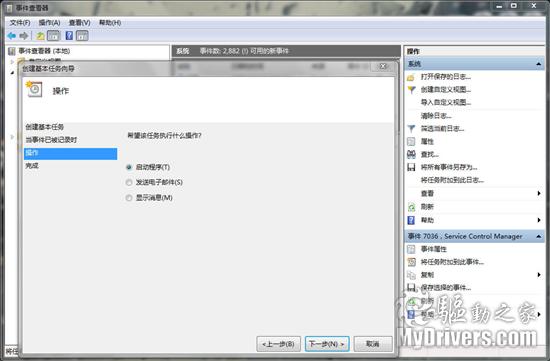 事件查看器
文件(F) 操作(A) 查看(V) 帮助(H)
事件查看器 (本地)
系统 事件数: 2,882 (!) 可用的新事件
操作
系统
打开保存的日志...
创建自定义视图...
导入自定义视图...
清除日志...
筛选当前日志...
属性
查找...
将所有事件另存为...
将任务附加到此日志...
查看
刷新
帮助
事件 7036，Service Control Manager
事件属性
将任务附加到此事件...
复制
保存选择的事件...
刷新
帮助
创建基本任务向导
操作
创建基本任务
当事件已被记录时
操作
完成
希望该任务执行什么操作?
启动程序(T)
发送电子邮件(S)
显示消息(M)
<上一步(B)
下一步(N)>
取消
驱动之家
MyDrivers.com